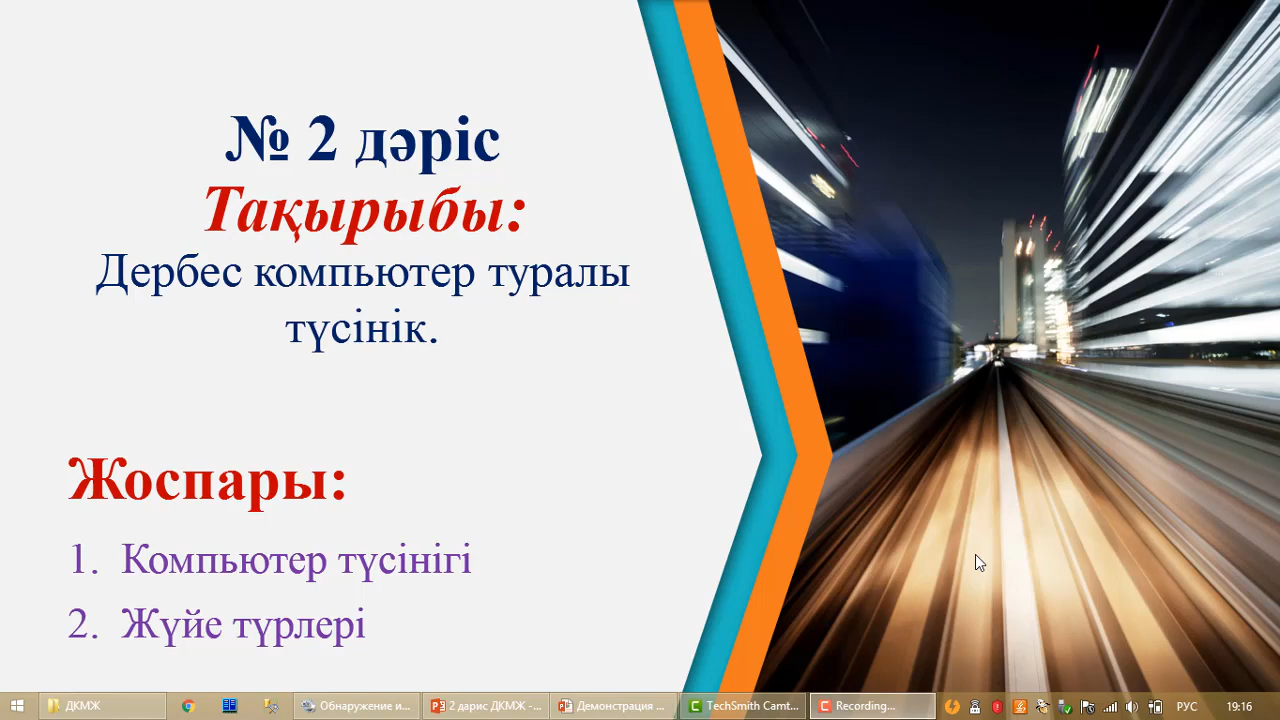 № 2 дәріс
Тақырыбы:
Дербес компьютер туралы
түсінік.
Жоспары:
1. Компьютер түсінігі
2. Жүйе түрлері
ДКМЖ
Обнаружение и...
2 дарис ДКМЖ -...
Демонстрация ...
TechSmith Camt...
Recording...
РУС
19:16